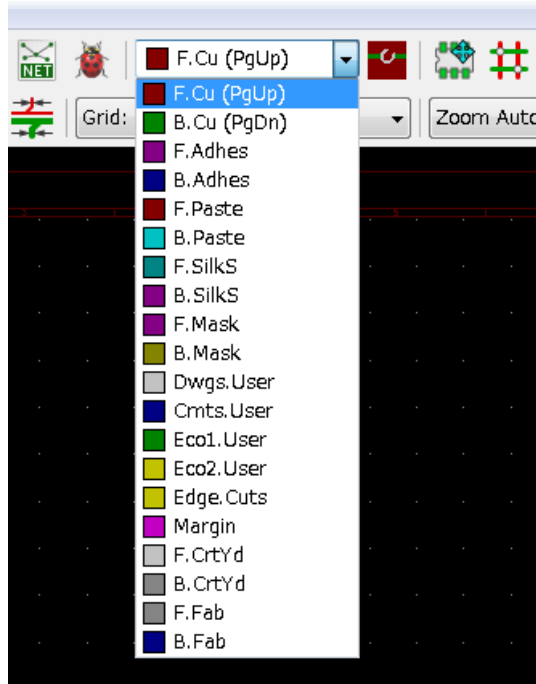 NET
F.Cu (PgUp)
F.Cu (PgUp)
Grid:
Zoom Auto
B.Cu (PgDn)
F.Adhes
B.Adhes
F.Paste
B.Paste
F.SilkS
B.SilkS
F.Mask
B.Mask
Dwgs.User
Cmts.User
Eco1.User
Eco2.User
Edge.Cuts
Margin
F.CrtYd
B.CrtYd
F.Fab
B.Fab